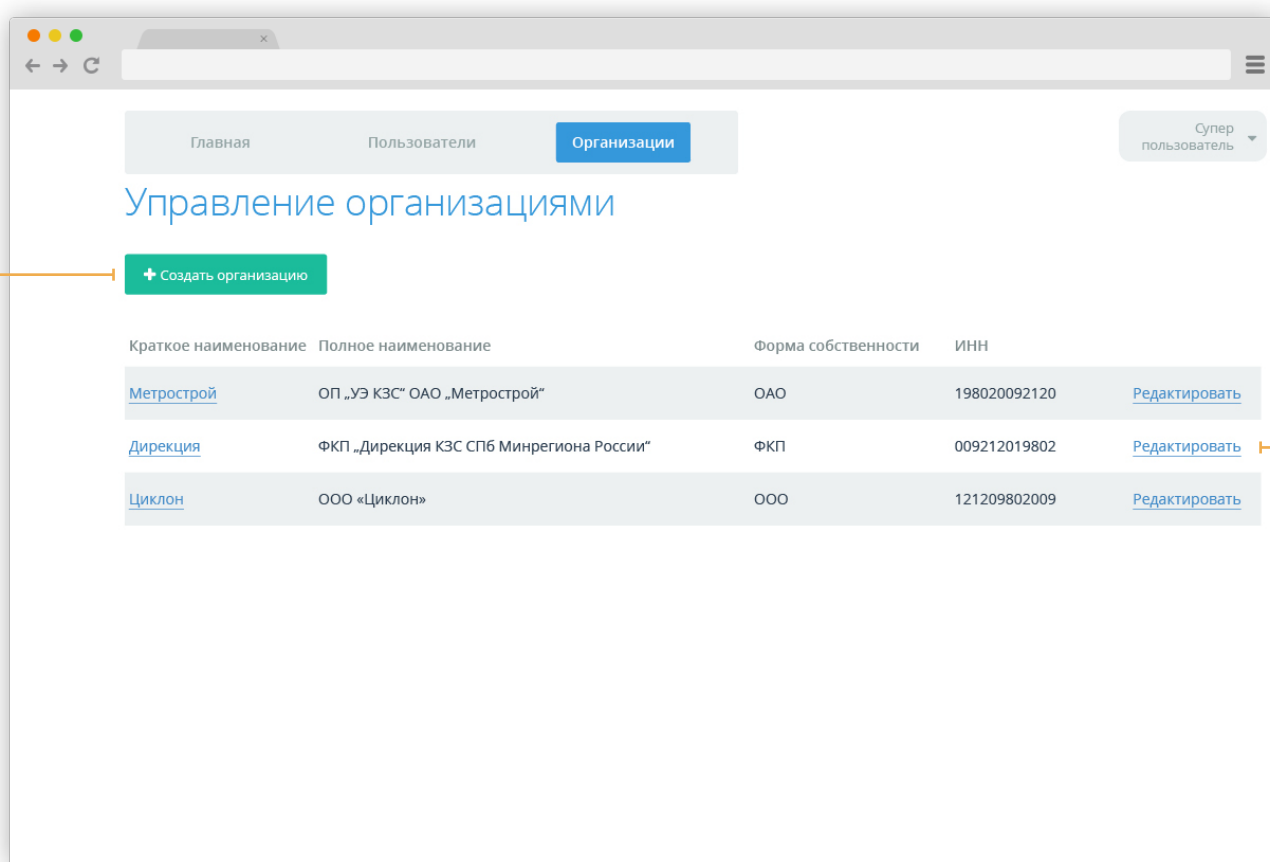 Главная Пользователи Организации
Супер
пользователь
Управление организациями
Создать организацию
Краткое наименование Полное наименование Форма собственности ИНН
Метрострой ОП „УЭ КЗС“ ОАО „Метрострой“ ОАО 198020092120 Редактировать
Дирекция ФКП „Дирекция КЗС СПб Минрегиона России“ ФКП 009212019802 Редактировать
Циклон ООО «Циклон» ООО 121209802009 Редактировать